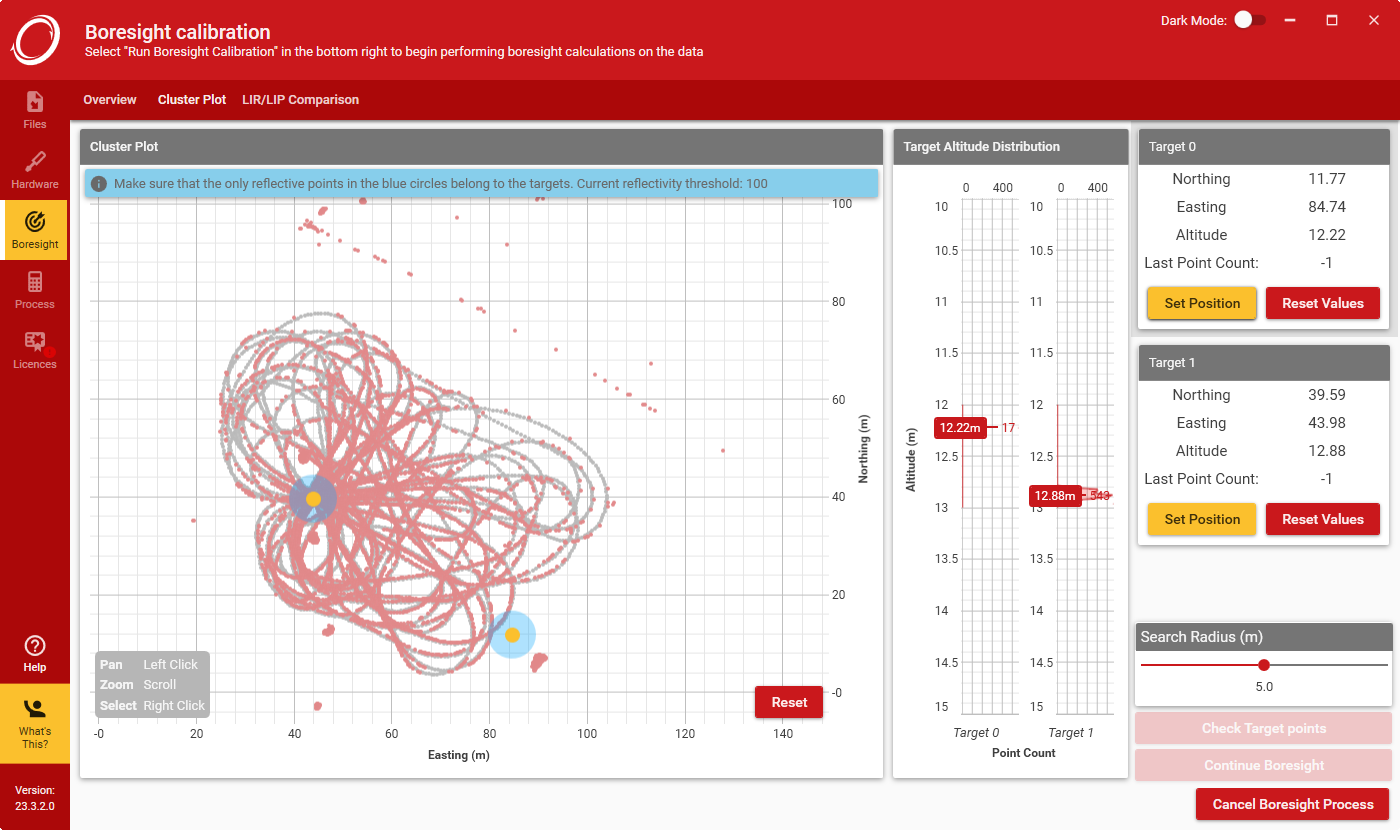 Boresight calibration
Select "Run Boresight Calibration" in the bottom right to begin performing boresight calculations on the data
Dark Mode:
Files
Hardware
Boresight
Process
Licences
Help
What's
This?
Version:
23.3.2.0
Overview
Cluster Plot
LIR/LIP Comparison
Cluster Plot
Make sure that the only reflective points in the blue circles belong to the targets. Current reflectivity threshold: 100
100
80
60
40
20
-0
Northing (m)
Pan Left Click
Zoom Scroll
Select Right Click
Reset
-0 20 40 60 80 100 120 140
Easting (m)
Target Altitude Distribution
0 400 0 400
10 10
10.5 10.5
11 11
11.5 11.5
12 12
12.22m 17
12.5 12.5
12.88m 543
13 13
13.5 13.5
14 14
14.5 14.5
15 15
Altitude (m)
Target 0 Target 1
Point Count
Target 0
Northing 11.77
Easting 84.74
Altitude 12.22
Last Point Count: -1
Set Position Reset Values
Target 1
Northing 39.59
Easting 43.98
Altitude 12.88
Last Point Count: -1
Set Position Reset Values
Search Radius (m)
5.0
Check Target points
Continue Boresight
Cancel Boresight Process